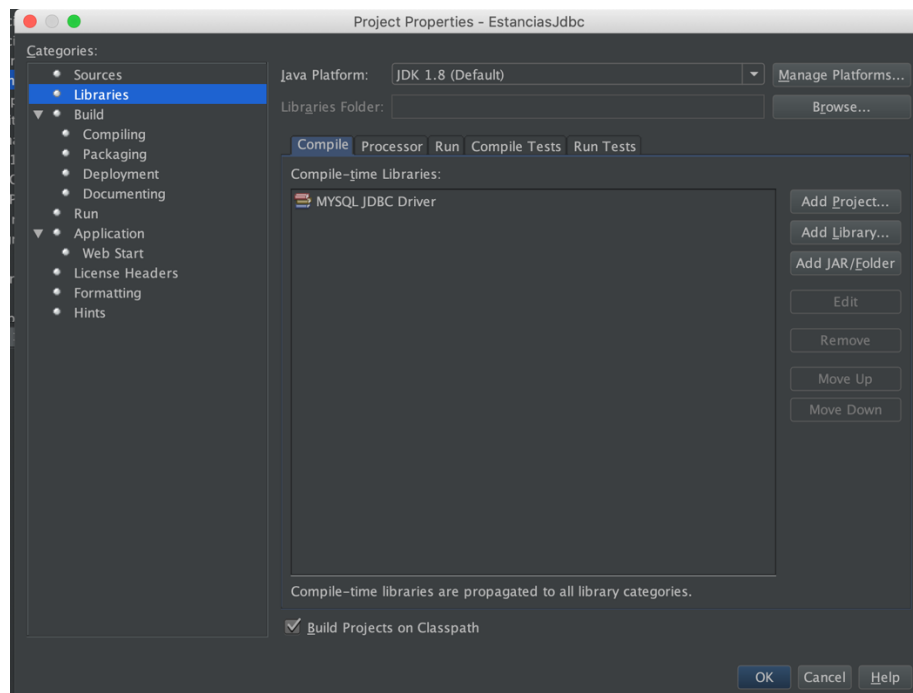 Project Properties - EstanciasJdbc
Categories:
Sources
Libraries
Build
Compiling
Packaging
Deployment
Documenting
Run
Application
Web Start
License Headers
Formatting
Hints
Java Platform: JDK 1.8 (Default) Manage Platforms...
Libraries Folder: Browse...
Compile Processor Run Compile Tests Run Tests
Compile-time Libraries:
MYSQL JDBC Driver
Add Project...
Add Library...
Add JAR/Folder
Edit
Remove
Move Up
Move Down
Compile-time libraries are propagated to all library categories.
Build Projects on Classpath
OK Cancel Help